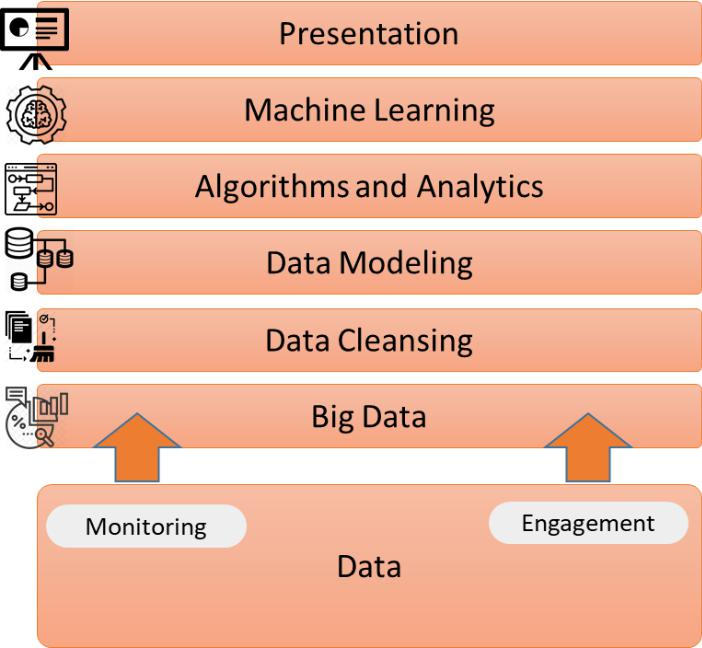 Presentation
Machine Learning
Algorithms and Analytics
Data Modeling
Data Cleansing
Big Data
Monitoring
Engagement
Data